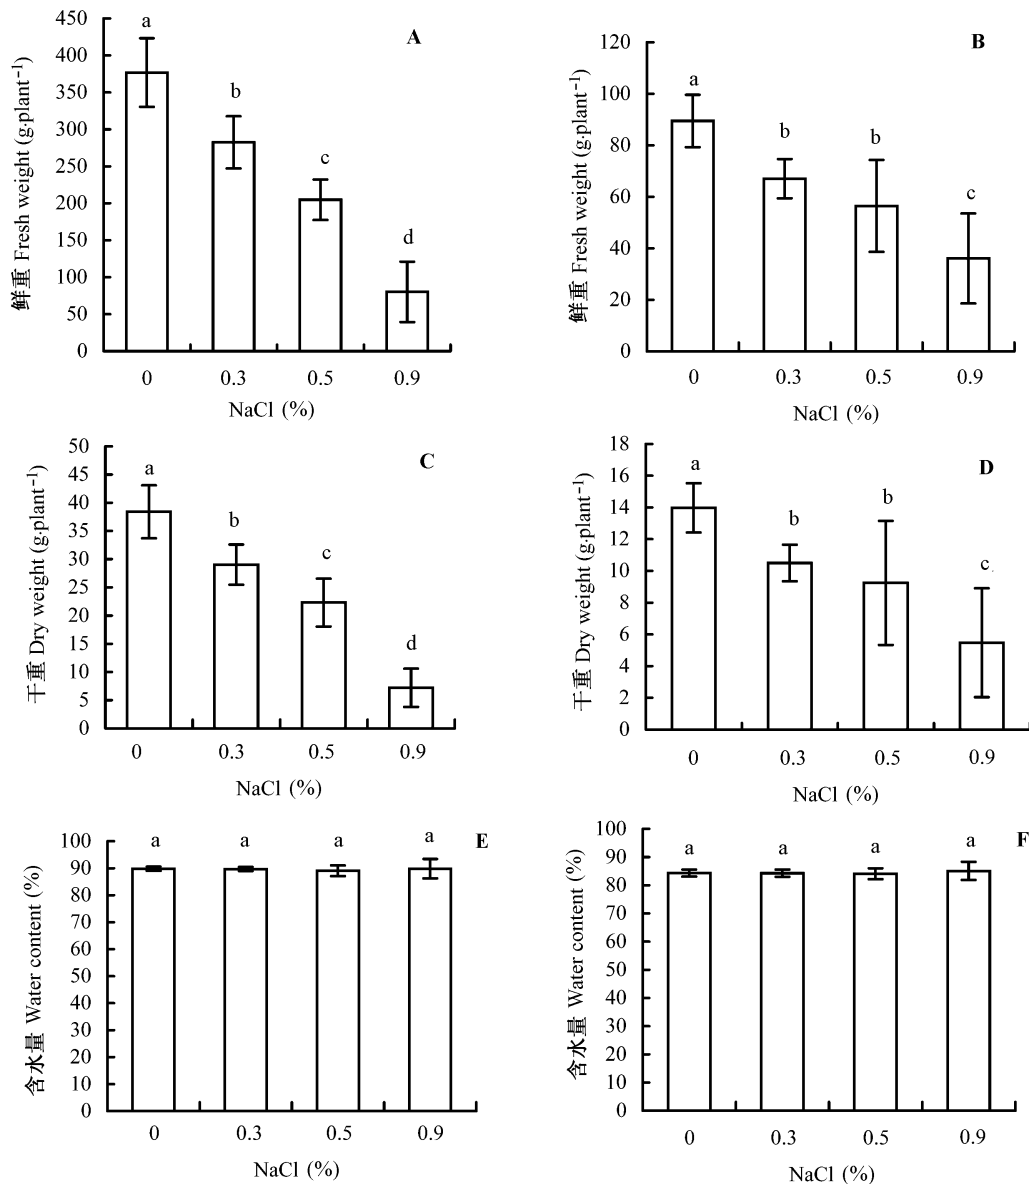 A
鲜重 Fresh weight (g·plant⁻¹)
450
400
350
300
250
200
150
100
50
0
a
b
c
d
0 0.3 0.5 0.9
NaCl (%)
B
鲜重 Fresh weight (g·plant⁻¹)
120
100
80
60
40
20
0
a
b
b
c
0 0.3 0.5 0.9
NaCl (%)
C
干重 Dry weight (g·plant⁻¹)
50
45
40
35
30
25
20
15
10
5
0
a
b
c
d
0 0.3 0.5 0.9
NaCl (%)
D
干重 Dry weight (g·plant⁻¹)
18
16
14
12
10
8
6
4
2
0
a
b
b
c
0 0.3 0.5 0.9
NaCl (%)
E
含水量 Water content (%)
100
90
80
70
60
50
40
30
20
10
0
a a a a
0 0.3 0.5 0.9
NaCl (%)
F
含水量 Water content (%)
100
90
80
70
60
50
40
30
20
10
0
a a a a
0 0.3 0.5 0.9
NaCl (%)